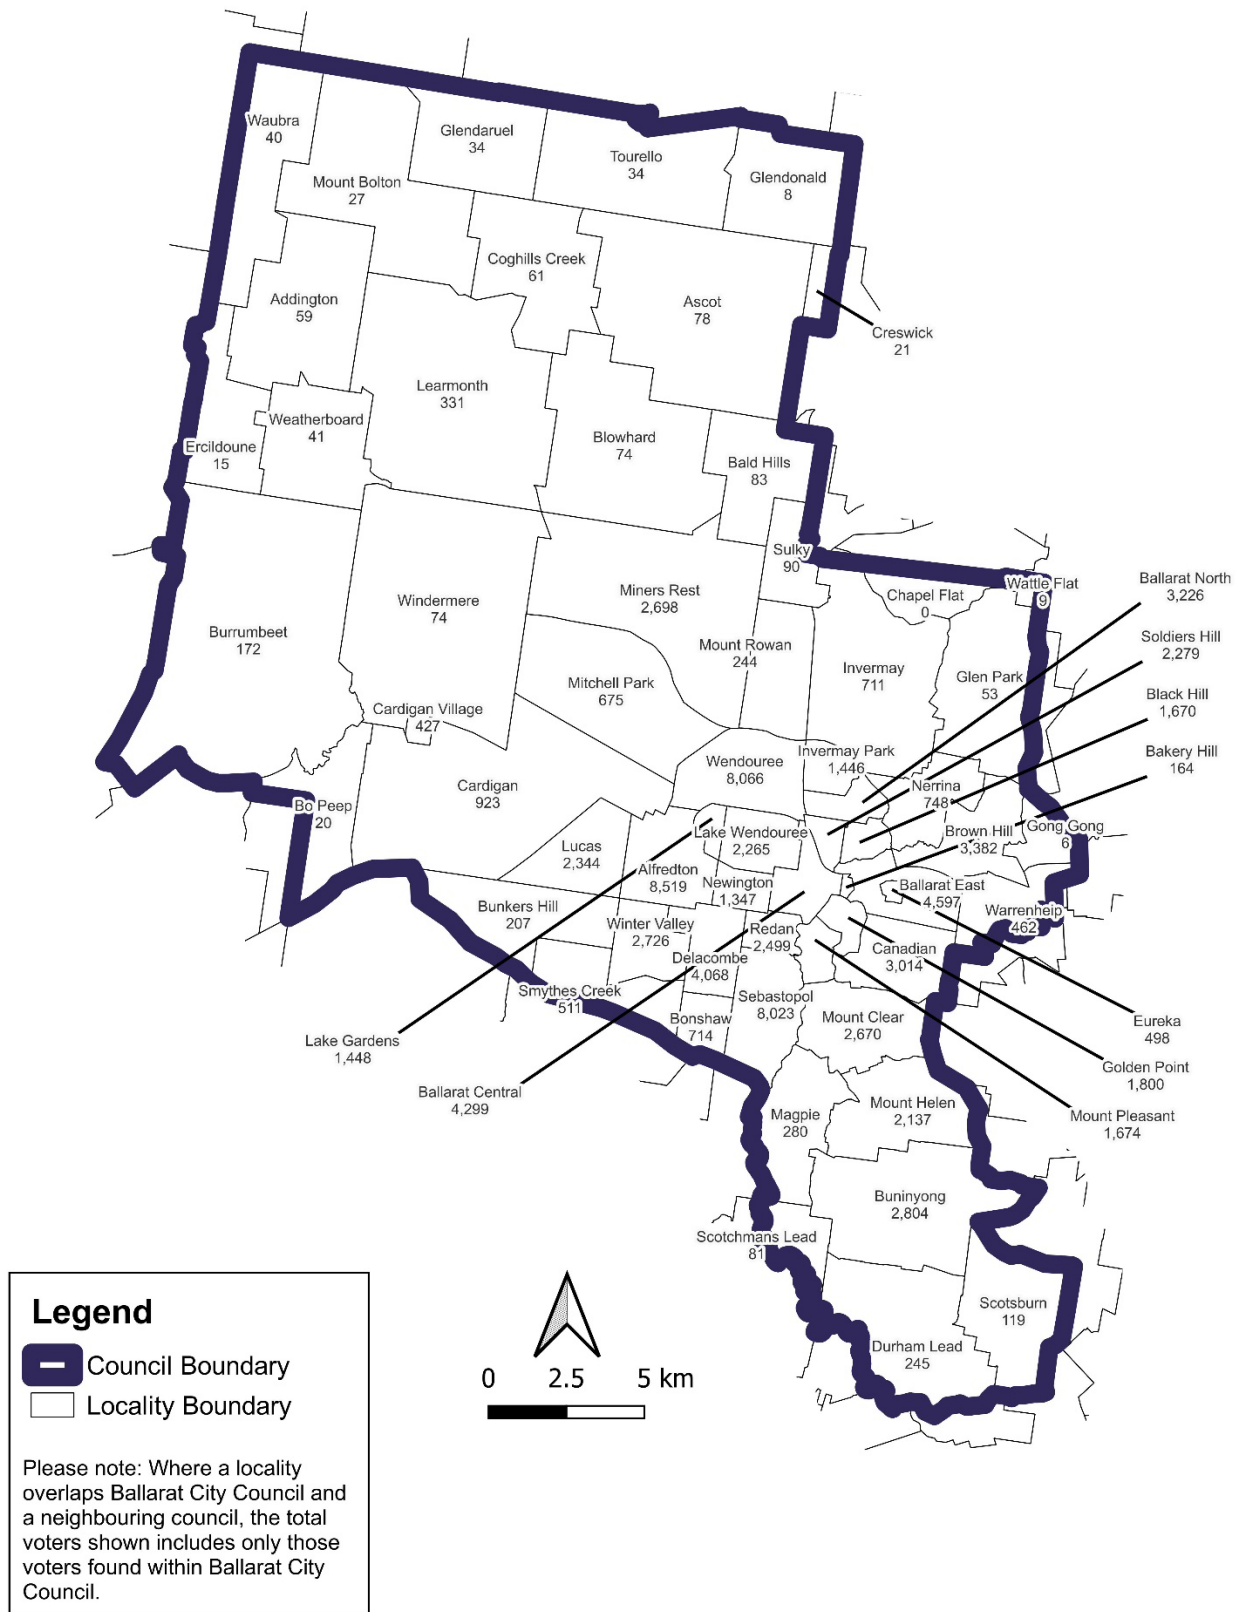 Waubra
40
Glendaruel
34
Tourello
34
Glendonald
8
Mount Bolton
27
Coghills Creek
61
Addington
59
Ascot
78
Creswick
21
Learmonth
331
Weatherboard
41
Ercildoune
15
Blowhard
74
Bald Hills
83
Sulky
90
Wattle Flat
9
Chapel Flat
0
Ballarat North
3,226
Miners Rest
2,698
Windermere
74
Burrumbeet
172
Mount Rowan
244
Soldiers Hill
2,279
Invermay
711
Glen Park
53
Mitchell Park
675
Black Hill
1,670
Cardigan Village
427
Bakery Hill
164
Wendouree
8,066
Invermay Park
1,446
Cardigan
923
Nerrina
748
Bo Peep
20
Lake Wendouree
2,265
Brown Hill
3,382
Gong Gong
6
Lucas
2,344
Alfredton
8,519
Newington
1,347
Ballarat East
4,597
Bunkers Hill
207
Winter Valley
2,726
Redan
2,499
Warrenheip
462
Canadian
3,014
Delacombe
4,068
Smythes Creek
511
Sebastopol
8,023
Bonshaw
714
Mount Clear
2,670
Eureka
498
Lake Gardens
1,448
Golden Point
1,800
Ballarat Central
4,299
Mount Pleasant
1,674
Mount Helen
2,137
Magpie
280
Buninyong
2,804
Scotchmans Lead
81
Scotsburn
119
Durham Lead
245
Legend
Council Boundary
Locality Boundary
Please note: Where a locality
overlaps Ballarat City Council and
a neighbouring council, the total
voters shown includes only those
voters found within Ballarat City
Council.
0 2.5 5 km